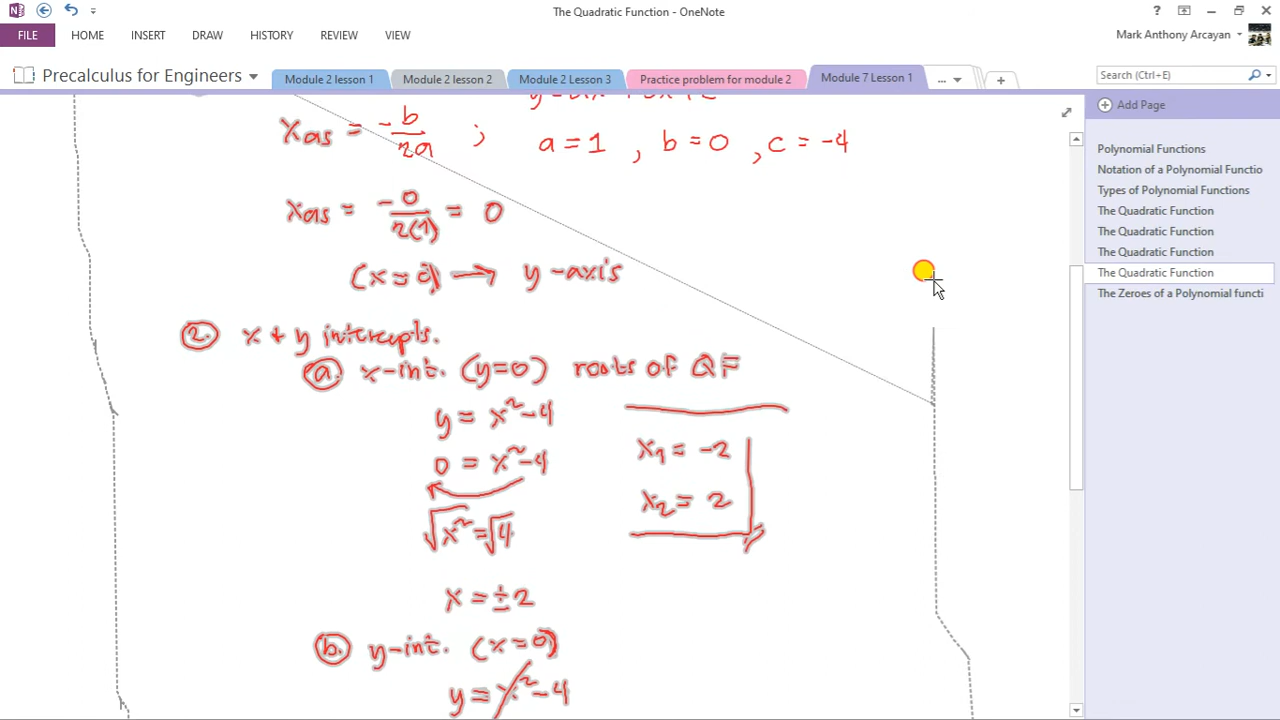 The Quadratic Function - OneNote
FILE HOME INSERT DRAW HISTORY REVIEW VIEW
Mark Anthony Arcayan
Precalculus for Engineers
Module 2 lesson 1 Module 2 lesson 2 Module 2 Lesson 3 Practice problem for module 2 Module 7 Lesson 1 ...
Search (Ctrl+E)
Add Page
Polynomial Functions
Notation of a Polynomial Functio
Types of Polynomial Functions
The Quadratic Function
The Quadratic Function
The Quadratic Function
The Quadratic Function
The Zeroes of a Polynomial functi
x_as = -b/2a ; a = 1 , b = 0 , c = -4
x_as = -0/2(1) = 0
(x = 0) → y-axis
2. x + y intercepts.
a. x-int. (y=0) roots of QF
y = x²-4
0 = x²-4
√x² = √4
x = ±2
x₁ = -2
x₂ = 2
b. y-int. (x=0)
y = x²-4